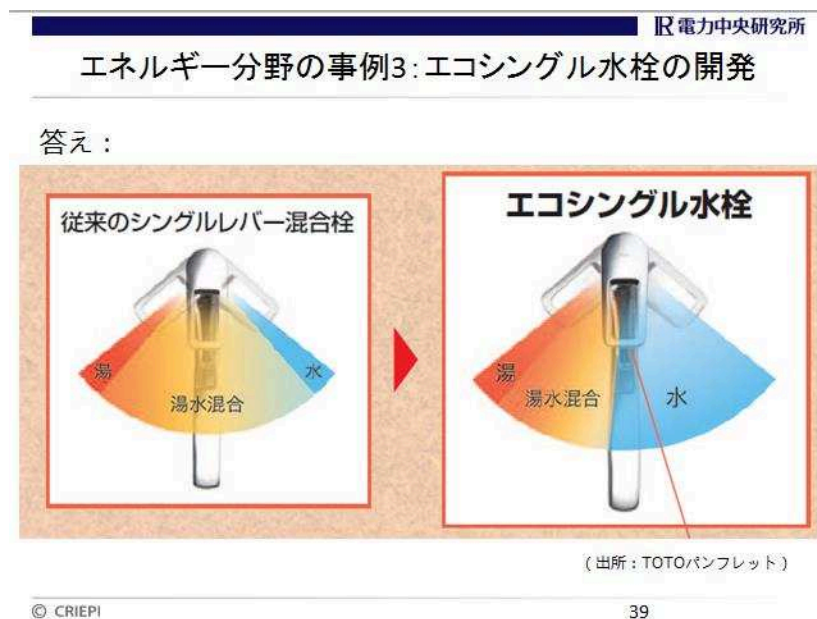 電力中央研究所
エネルギー分野の事例3：エコシングル水栓の開発
答え：
従来のシングルレバー混合栓
湯
水
湯水混合
エコシングル水栓
湯
湯水混合
水
（出所：TOTOパンフレット）
© CRIEPI
39